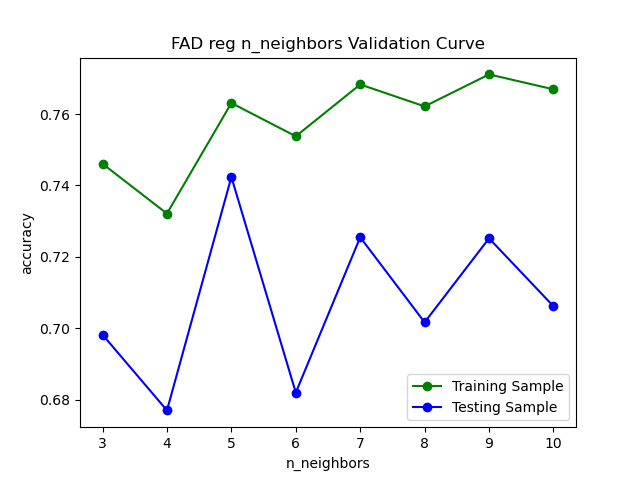 FAD reg n_neighbors Validation Curve
accuracy
0.76
0.74
0.72
0.70
0.68
Training Sample
Testing Sample
3 4 5 6 7 8 9 10
n_neighbors